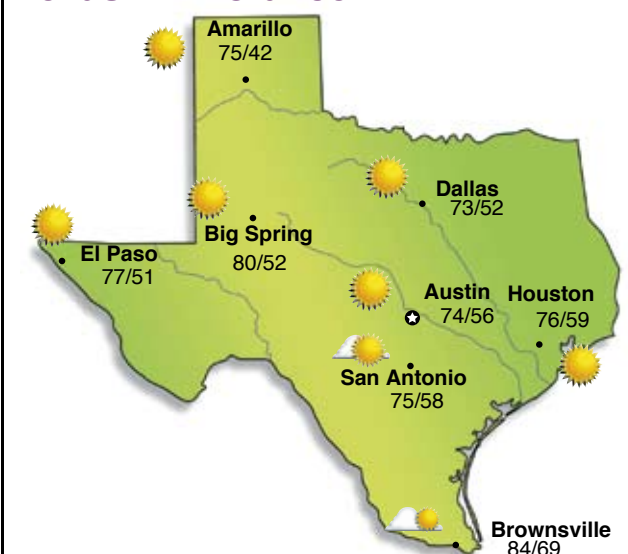 Amarillo
75/42
Dallas
73/52
Big Spring
80/52
El Paso
77/51
Austin
74/56
Houston
76/59
San Antonio
75/58
Brownsville
84/69